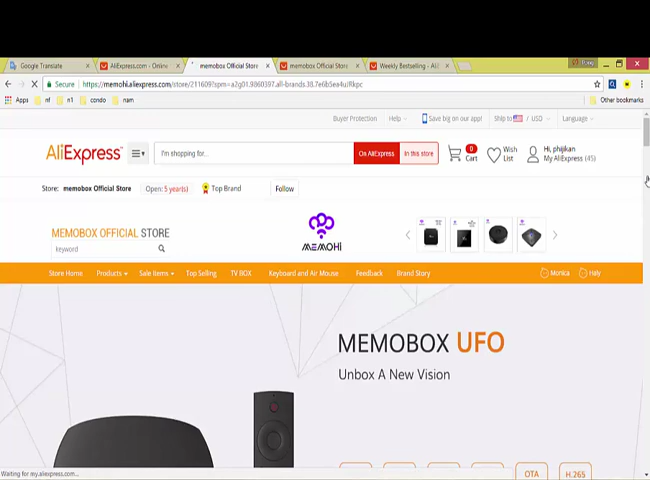 Google Translate
AliExpress.com - Online
memobox Official Store
memobox Official Store
Weekly Bestselling - Ali
Secure https://memohi.aliexpress.com/store/211609?spm=a2g01.9860397.all-brands.38.7e6b5ea4u/Rkpc
Apps nf n1 condo nam Other bookmarks
Buyer Protection Help Save big on our app! Ship to / USD Language
AliExpress™ I'm shopping for... On AliExpress In this store 0 Cart Wish List Hi, phijikan My AliExpress (45)
Store: memobox Official Store Open: 5 year(s) Top Brand Follow
MEMOBOX OFFICIAL STORE
keyword
MEMOHi
Store Home Products Sale Items Top Selling TV BOX Keyboard and Air Mouse Feedback Brand Story Monica Haly
MEMOBOX UFO
Unbox A New Vision
OTA H.265
Waiting for my.aliexpress.com...